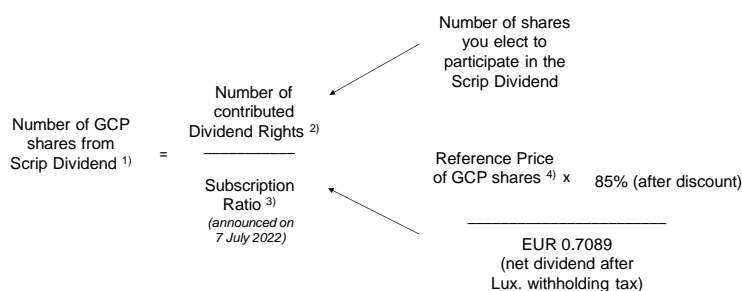 Number of GCP
shares from
Scrip Dividend 1)
=
Number of
contributed
Dividend Rights 2)
Subscription
Ratio 3)
(announced on
7 July 2022)
Number of shares
you elect to
participate in the
Scrip Dividend
Reference Price
of GCP shares 4) x 85% (after discount)
EUR 0.7089
(net dividend after
Lux. withholding tax)